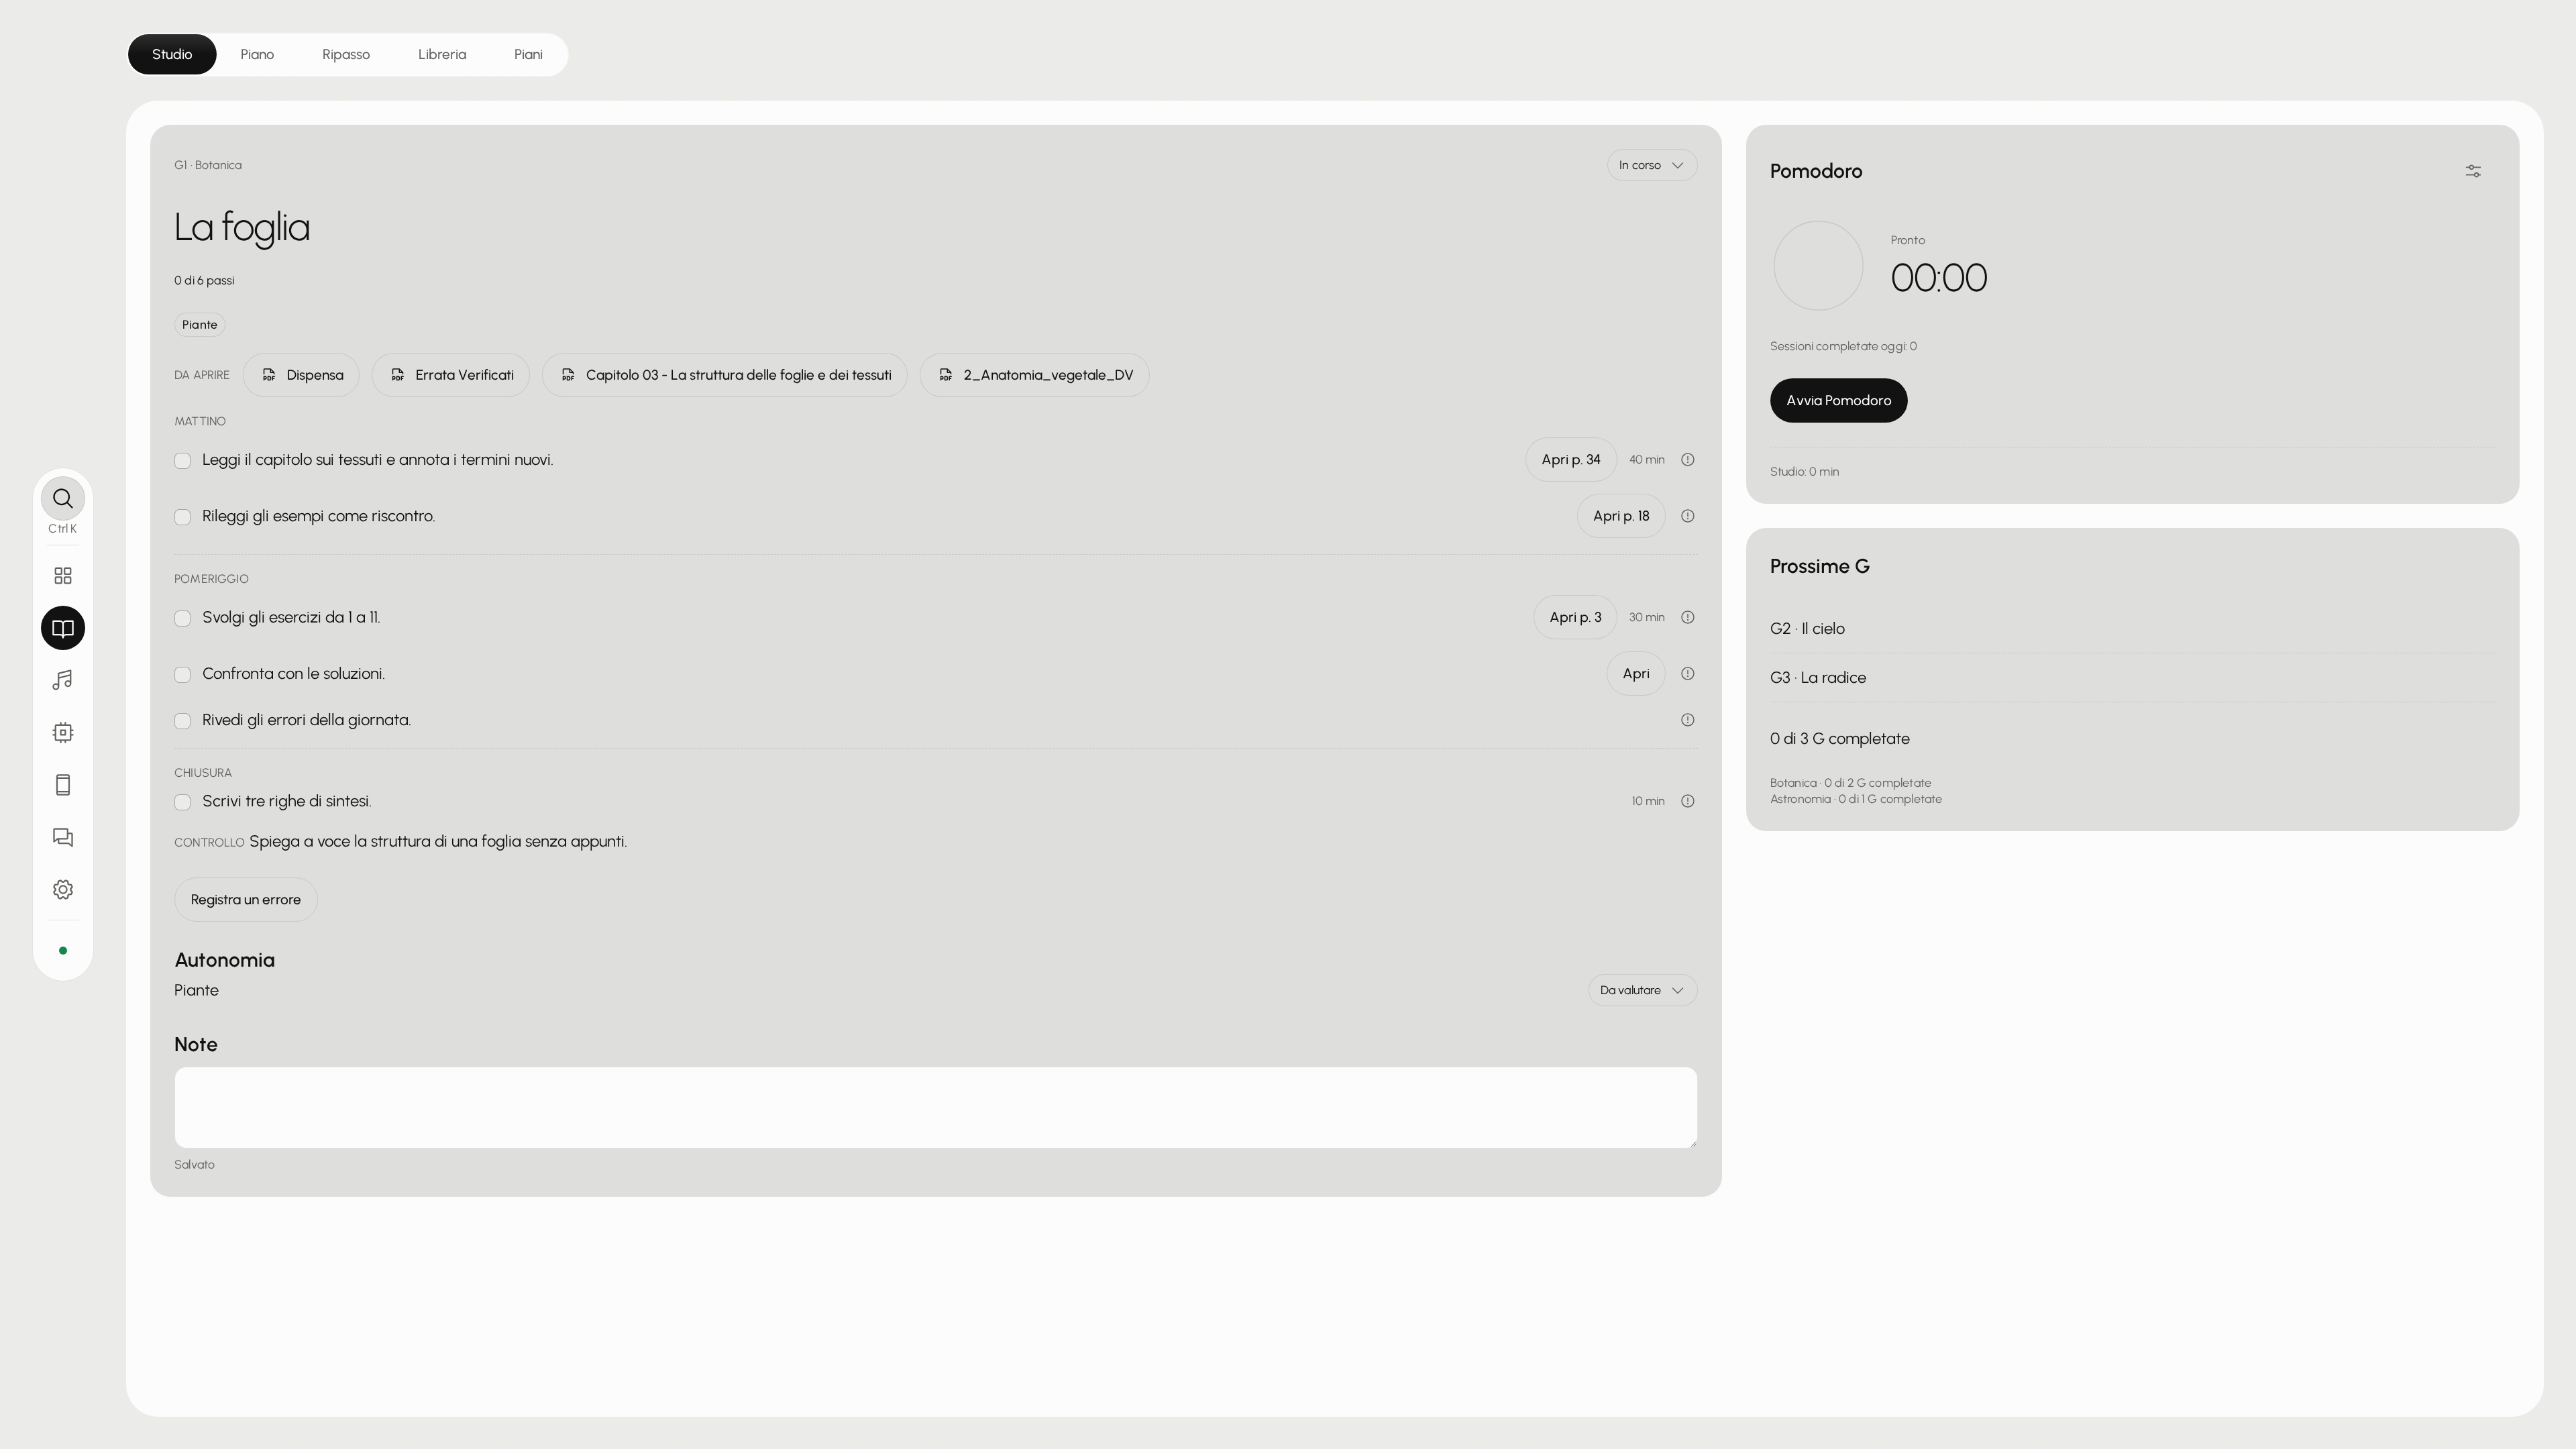 Studio Piano Ripasso Libreria Piani
Ctrl K
G1 · Botanica In corso
La foglia
0 di 6 passi
Piante
DA APRIRE Dispensa Errata Verificati Capitolo 03 - La struttura delle foglie e dei tessuti 2_Anatomia_vegetale_DV
MATTINO
Leggi il capitolo sui tessuti e annota i termini nuovi. Apri p. 34 40 min
Rileggi gli esempi come riscontro. Apri p. 18
POMERIGGIO
Svolgi gli esercizi da 1 a 11. Apri p. 3 30 min
Confronta con le soluzioni. Apri
Rivedi gli errori della giornata.
CHIUSURA
Scrivi tre righe di sintesi. 10 min
CONTROLLO Spiega a voce la struttura di una foglia senza appunti.
Registra un errore
Autonomia
Piante Da valutare
Note
Salvato
Pomodoro
Pronto
00:00
Sessioni completate oggi: 0
Avvia Pomodoro
Studio: 0 min
Prossime G
G2 · Il cielo
G3 · La radice
0 di 3 G completate
Botanica · 0 di 2 G completate
Astronomia · 0 di 1 G completate